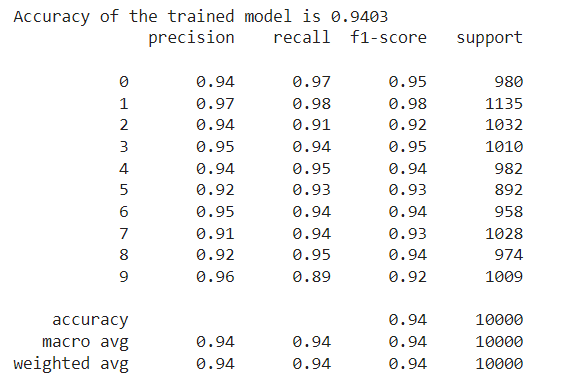 Accuracy of the trained model is 0.9403
precision recall f1-score support
0 0.94 0.97 0.95 980
1 0.97 0.98 0.98 1135
2 0.94 0.91 0.92 1032
3 0.95 0.94 0.95 1010
4 0.94 0.95 0.94 982
5 0.92 0.93 0.93 892
6 0.95 0.94 0.94 958
7 0.91 0.94 0.93 1028
8 0.92 0.95 0.94 974
9 0.96 0.89 0.92 1009
accuracy 0.94 10000
macro avg 0.94 0.94 0.94 10000
weighted avg 0.94 0.94 0.94 10000